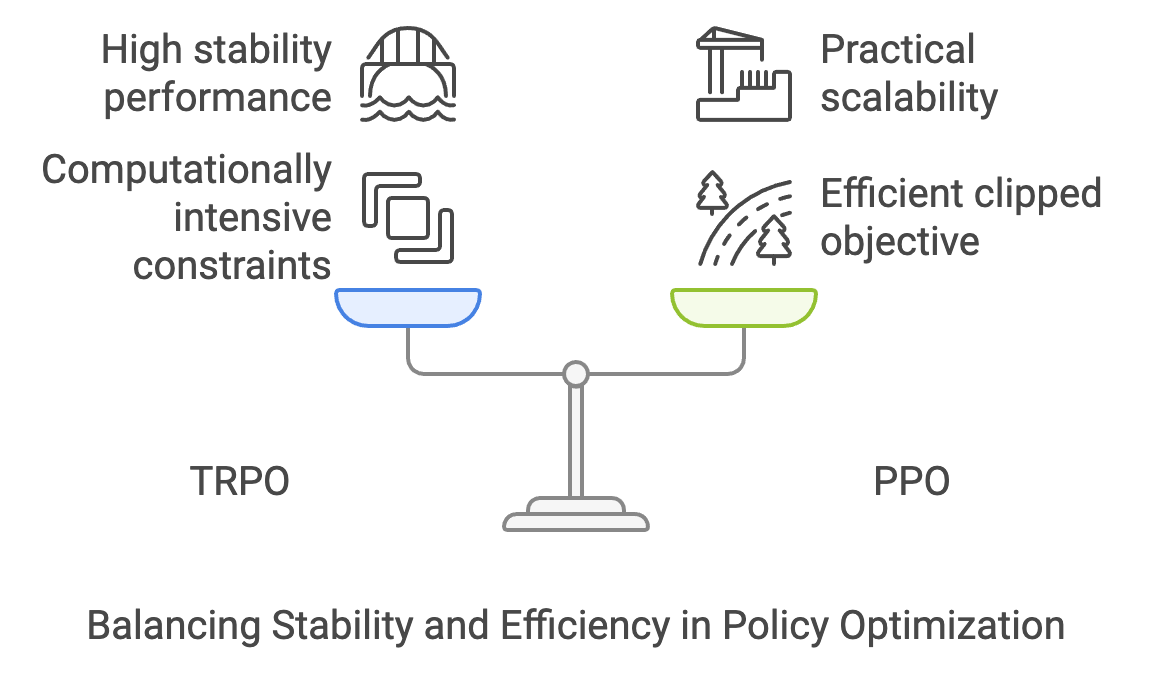 High stability
performance
Practical
scalability
Computationally
intensive
constraints
Efficient clipped
objective
TRPO
PPO
Balancing Stability and Efficiency in Policy Optimization